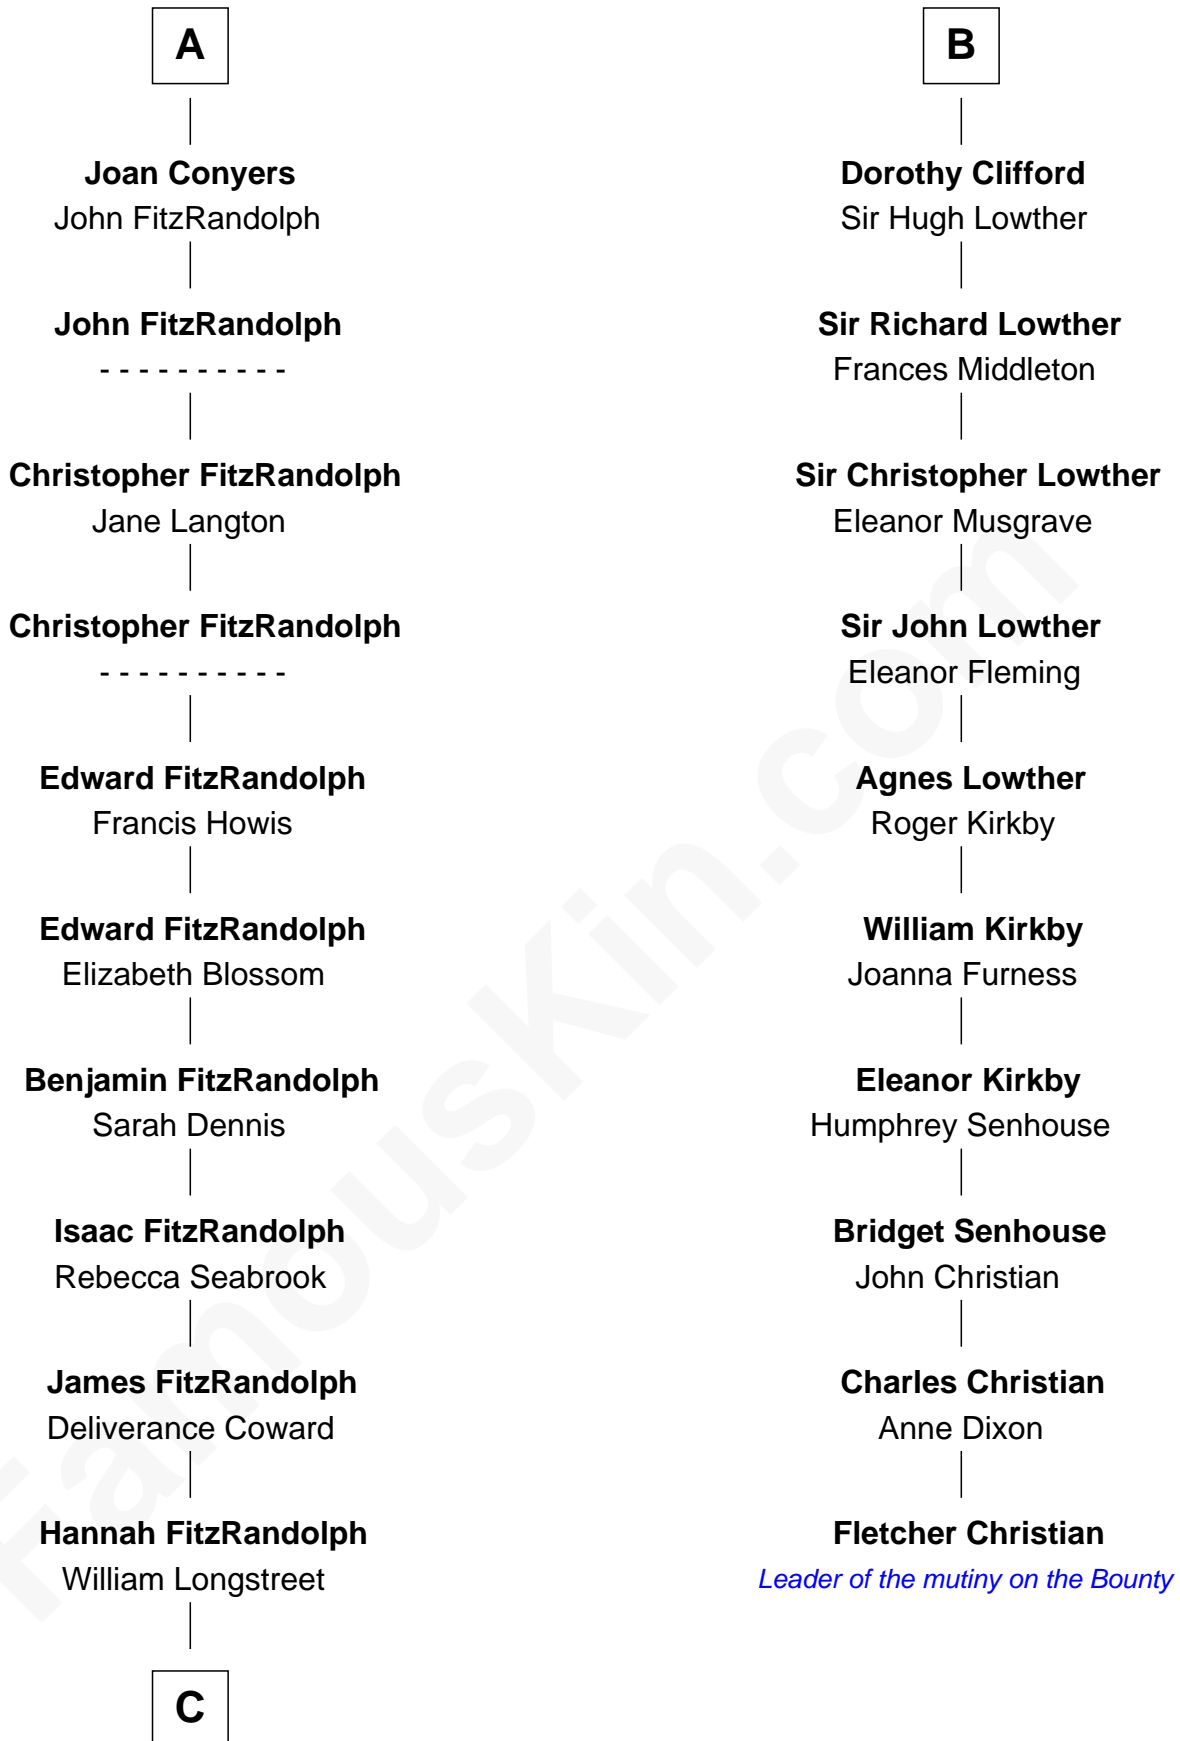 A
Joan Conyers
John FitzRandolph
John FitzRandolph
- - - - - - - - - -
Christopher FitzRandolph
Jane Langton
Christopher FitzRandolph
- - - - - - - - - -
Edward FitzRandolph
Francis Howis
Edward FitzRandolph
Elizabeth Blossom
Benjamin FitzRandolph
Sarah Dennis
Isaac FitzRandolph
Rebecca Seabrook
James FitzRandolph
Deliverance Coward
Hannah FitzRandolph
William Longstreet
C
B
Dorothy Clifford
Sir Hugh Lowther
Sir Richard Lowther
Frances Middleton
Sir Christopher Lowther
Eleanor Musgrave
Sir John Lowther
Eleanor Fleming
Agnes Lowther
Roger Kirkby
William Kirkby
Joanna Furness
Eleanor Kirkby
Humphrey Senhouse
Bridget Senhouse
John Christian
Charles Christian
Anne Dixon
Fletcher Christian
Leader of the mutiny on the Bounty
FamousKin.com